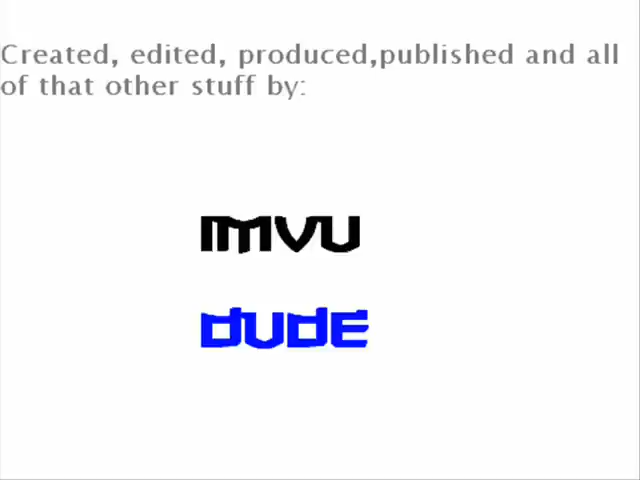 Created, edited, produced,published and all
of that other stuff by:
IMVU
DUDE